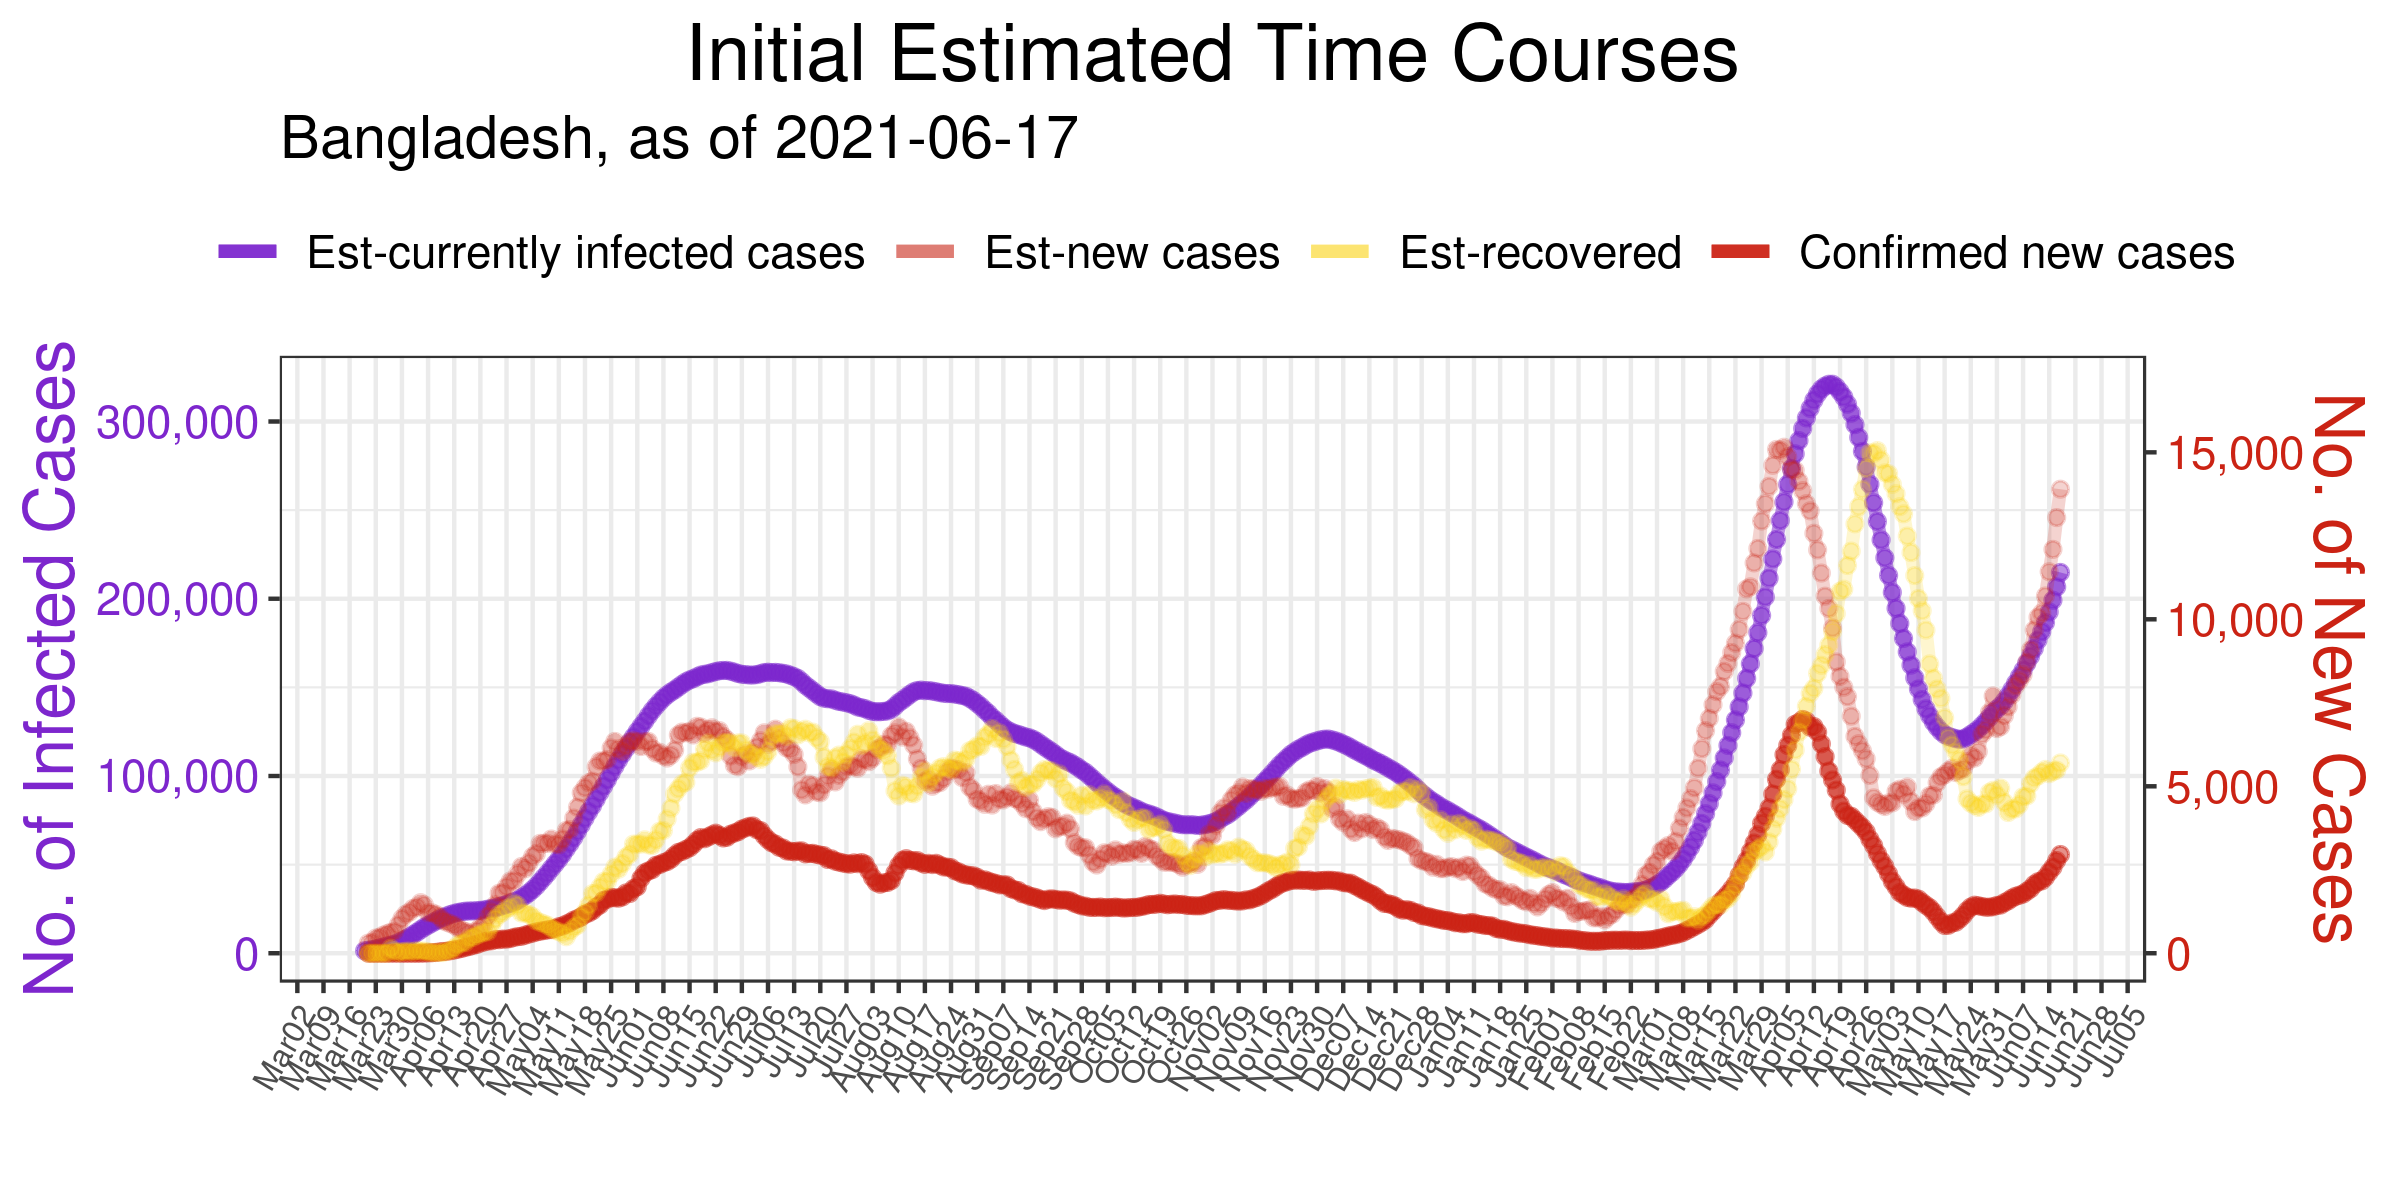 Initial Estimated Time Courses
Bangladesh, as of 2021-06-17
Est-currently infected cases Est-new cases Est-recovered Confirmed new cases
No. of Infected Cases
300,000
200,000
100,000
0
15,000
10,000
5,000
0
No. of New Cases
Mar02 Mar09 Mar16 Mar23 Mar30 Apr06 Apr13 Apr20 Apr27 May04 May11 May18 May25 Jun01 Jun08 Jun15 Jun22 Jun29 Jul06 Jul13 Jul20 Jul27 Aug03 Aug10 Aug17 Aug24 Aug31 Sep07 Sep14 Sep21 Sep28 Oct05 Oct12 Oct19 Oct26 Nov02 Nov09 Nov16 Nov23 Nov30 Dec07 Dec14 Dec21 Dec28 Jan04 Jan11 Jan18 Jan25 Feb01 Feb08 Feb15 Feb22 Mar01 Mar08 Mar15 Mar22 Mar29 Apr05 Apr12 Apr19 Apr26 May03 May10 May17 May24 May31 Jun07 Jun14 Jun21 Jun28 Jul05